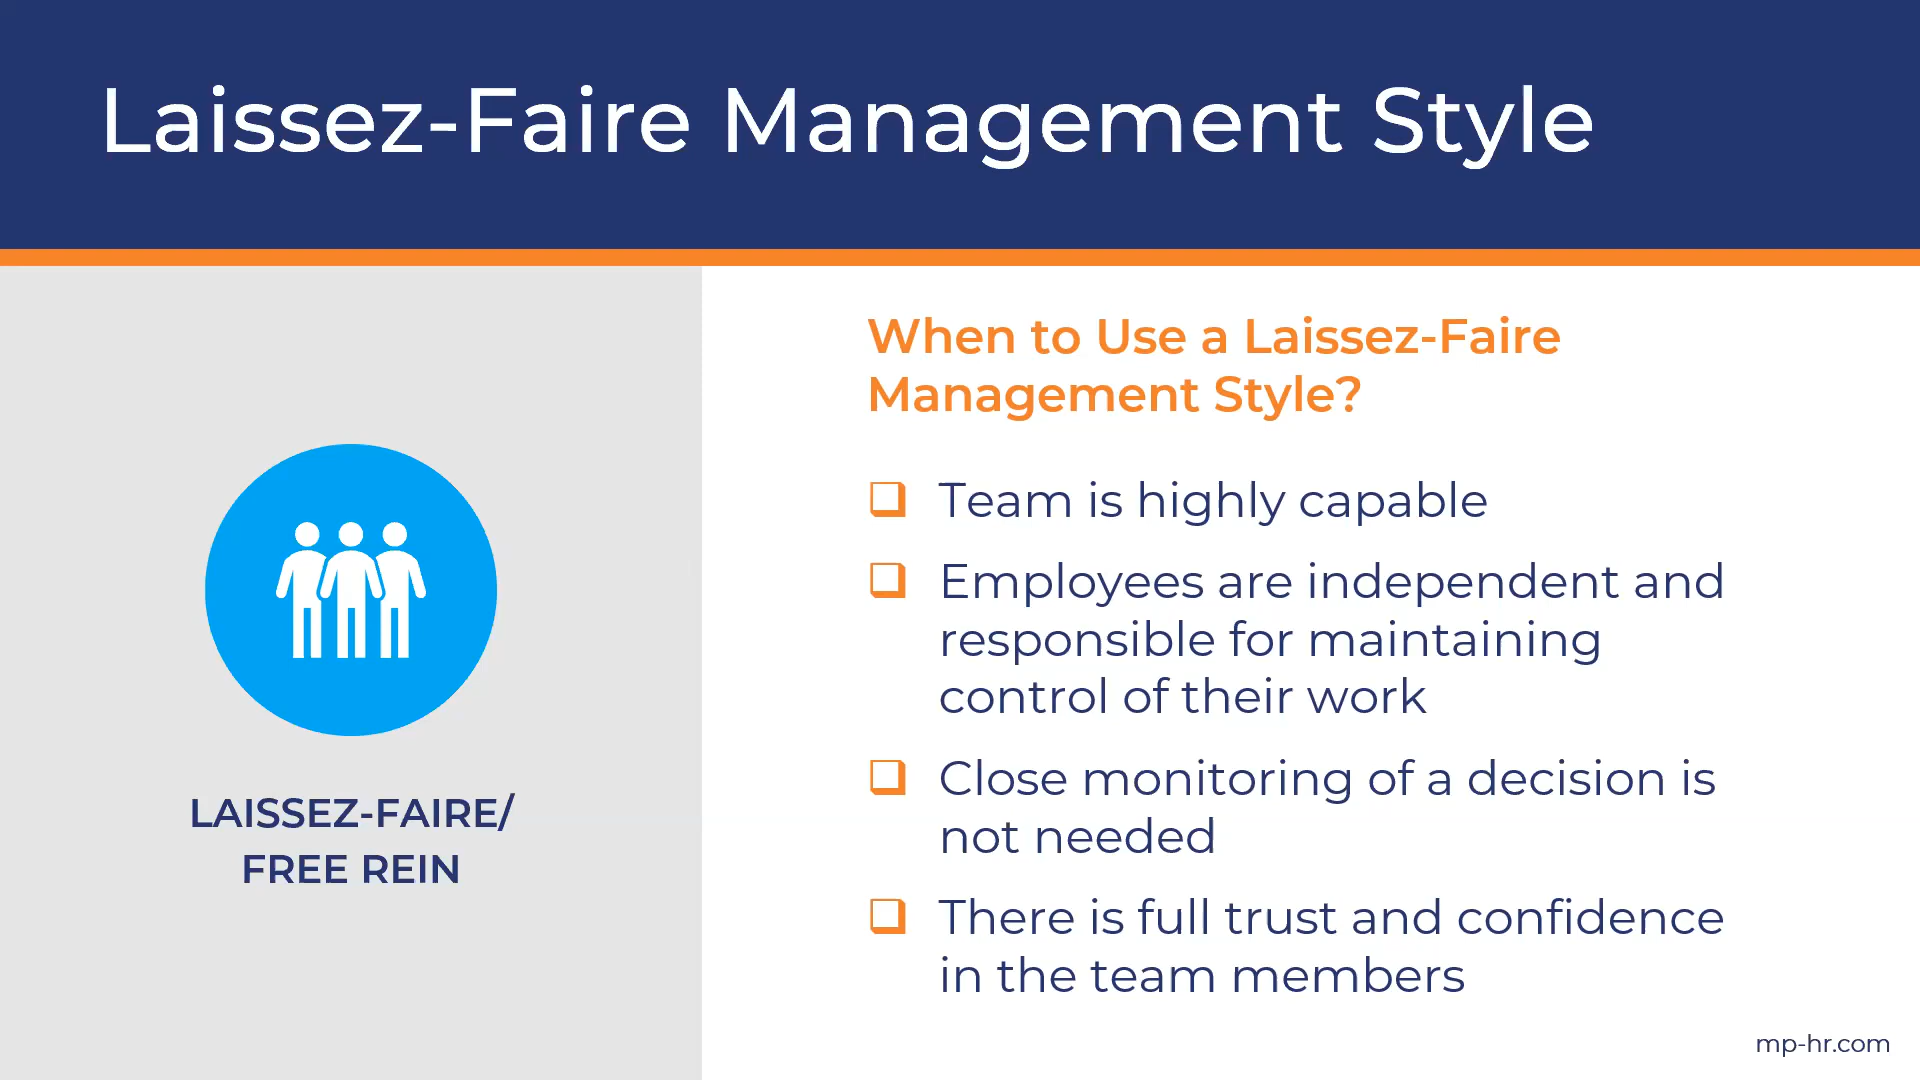 Laissez-Faire Management Style
LAISSEZ-FAIRE/
FREE REIN
When to Use a Laissez-Faire
Management Style?
Team is highly capable
Employees are independent and
responsible for maintaining
control of their work
Close monitoring of a decision is
not needed
There is full trust and confidence
in the team members
mp-hr.com